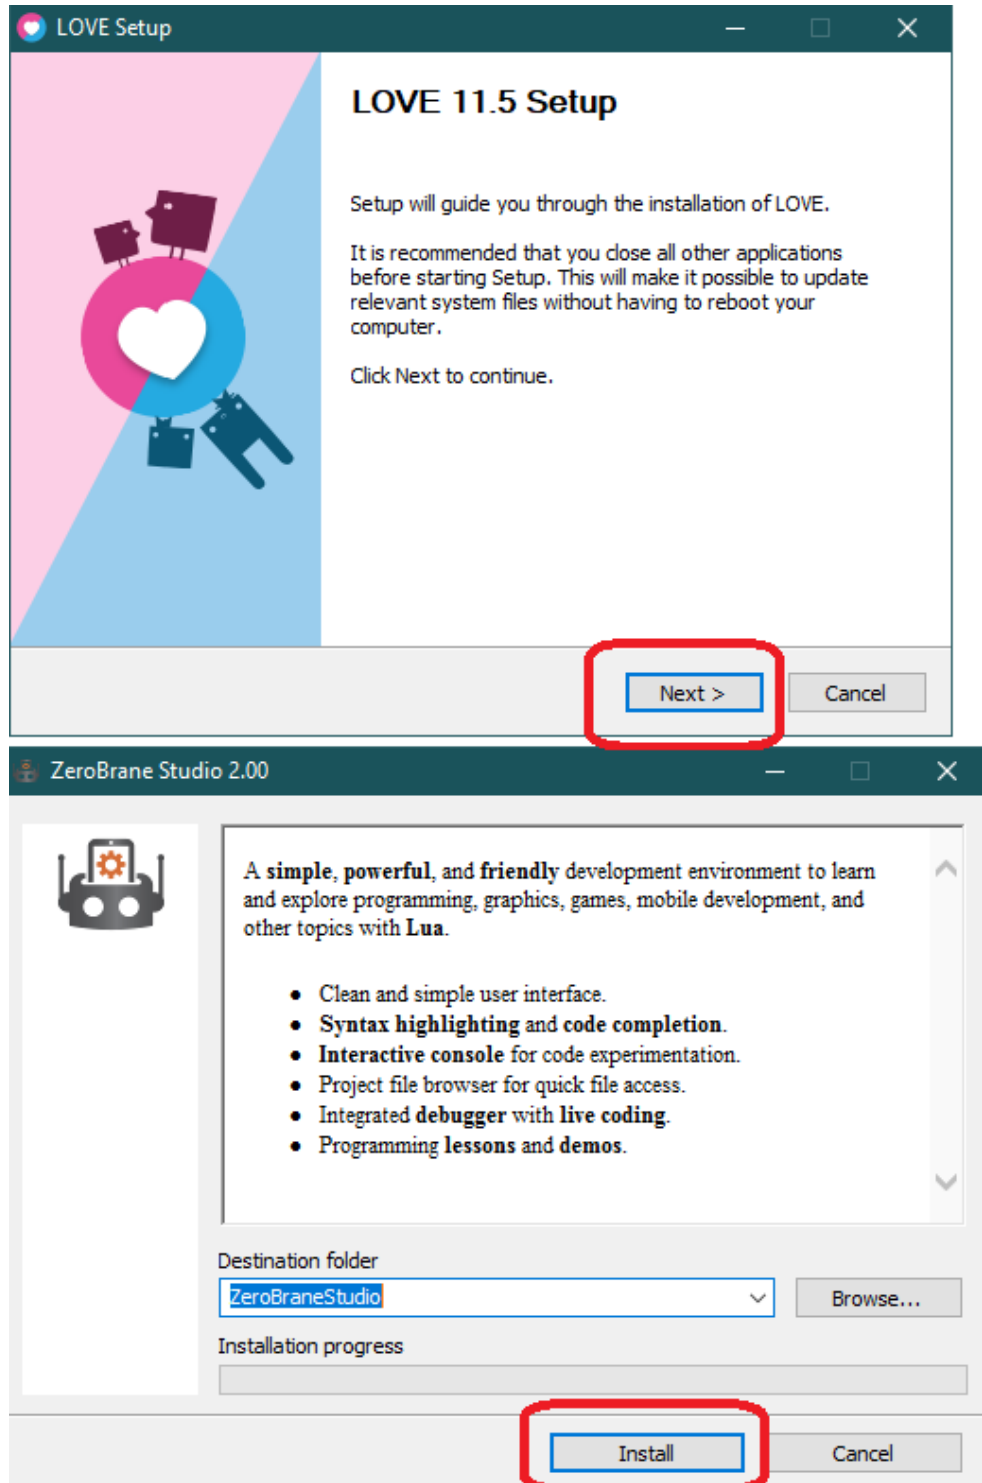 LOVE Setup
LOVE 11.5 Setup
Setup will guide you through the installation of LOVE.
It is recommended that you close all other applications
before starting Setup. This will make it possible to update
relevant system files without having to reboot your
computer.
Click Next to continue.
Next >
Cancel
ZeroBrane Studio 2.00
A simple, powerful, and friendly development environment to learn
and explore programming, graphics, games, mobile development, and
other topics with Lua.
● Clean and simple user interface.
● Syntax highlighting and code completion.
● Interactive console for code experimentation.
● Project file browser for quick file access.
● Integrated debugger with live coding.
● Programming lessons and demos.
Destination folder
ZeroBraneStudio
Browse...
Installation progress
Install
Cancel